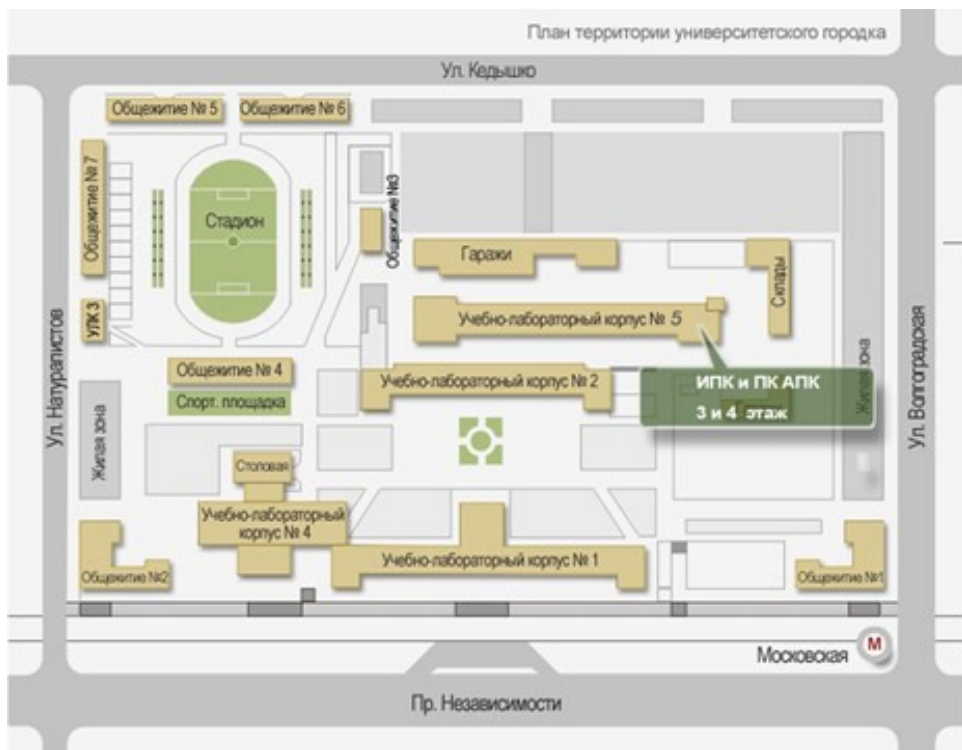 План территории университетского городка
Ул. Кедышко
Общежитие № 5
Общежитие № 6
Общежитие № 7
Стадион
Общежитие №3
Гаражи
Склады
УЛК 3
Учебно-лабораторный корпус № 5
Ул. Натуралистов
Общежитие № 4
Учебно-лабораторный корпус № 2
ИПК и ПК АПК
3 и 4 этаж
Жилая зона
Ул. Волгоградская
Спорт. площадка
Жилая зона
Столовая
Учебно-лабораторный
корпус № 4
Учебно-лабораторный корпус № 1
Общежитие №2
Общежитие №1
Московская
М
Пр. Независимости